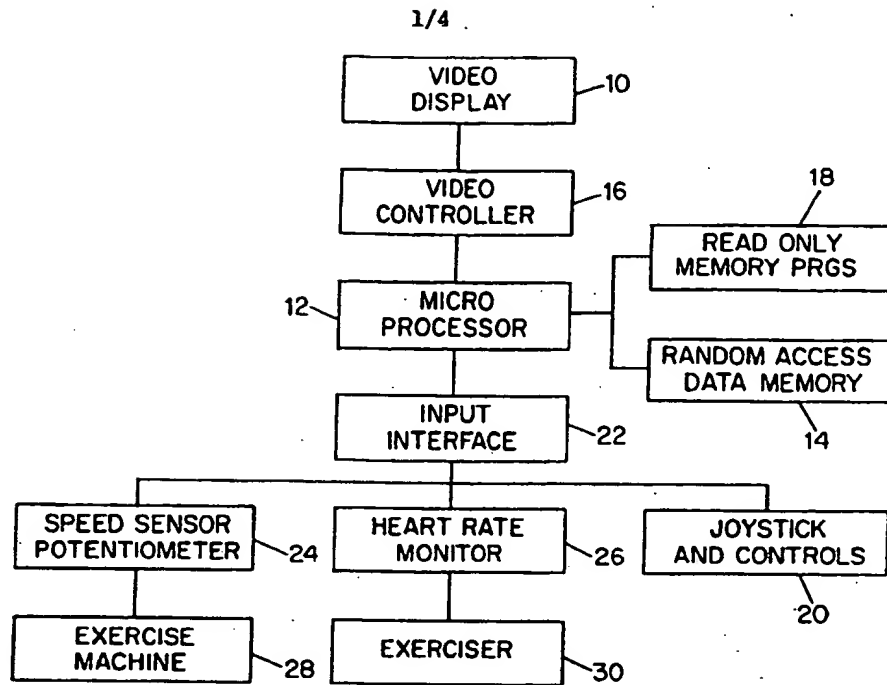 1/4
VIDEO
DISPLAY
10
VIDEO
CONTROLLER
16
18
READ ONLY
MEMORY PRGS
12
MICRO
PROCESSOR
RANDOM ACCESS
DATA MEMORY
14
INPUT
INTERFACE
22
SPEED SENSOR
POTENTIOMETER
24
HEART RATE
MONITOR
26
JOYSTICK
AND CONTROLS
20
EXERCISE
MACHINE
28
EXERCISER
30